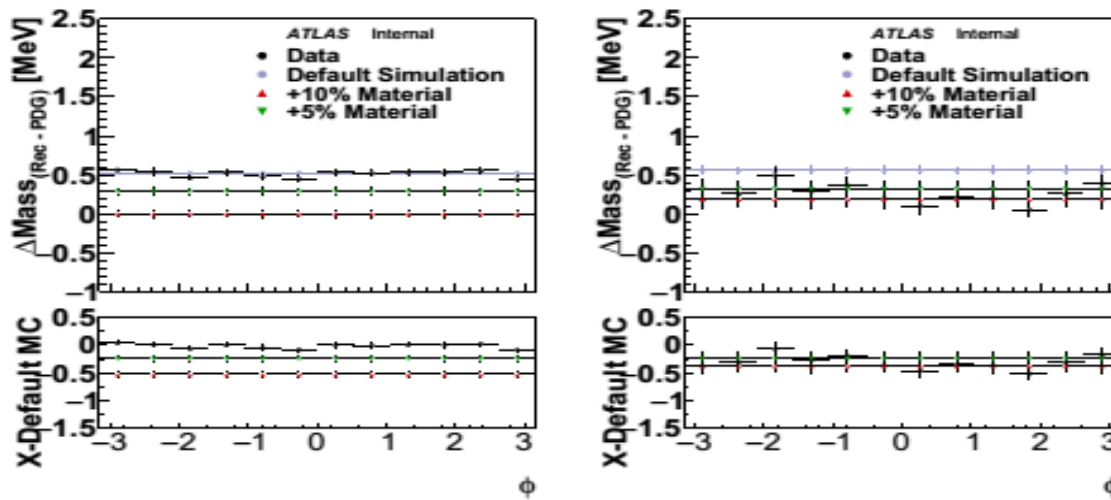 ΔMass(Rec - PDG) [MeV]
2.5
2
1.5
1
0.5
0
−0.5
−1
ATLAS Internal
Data
Default Simulation
+10% Material
+5% Material
X-Default MC
0.5
0
−0.5
−1
−1.5
−3 −2 −1 0 1 2 3
ϕ
ΔMass(Rec - PDG) [MeV]
2.5
2
1.5
1
0.5
0
−0.5
−1
ATLAS Internal
Data
Default Simulation
+10% Material
+5% Material
X-Default MC
0.5
0
−0.5
−1
−1.5
−3 −2 −1 0 1 2 3
ϕ